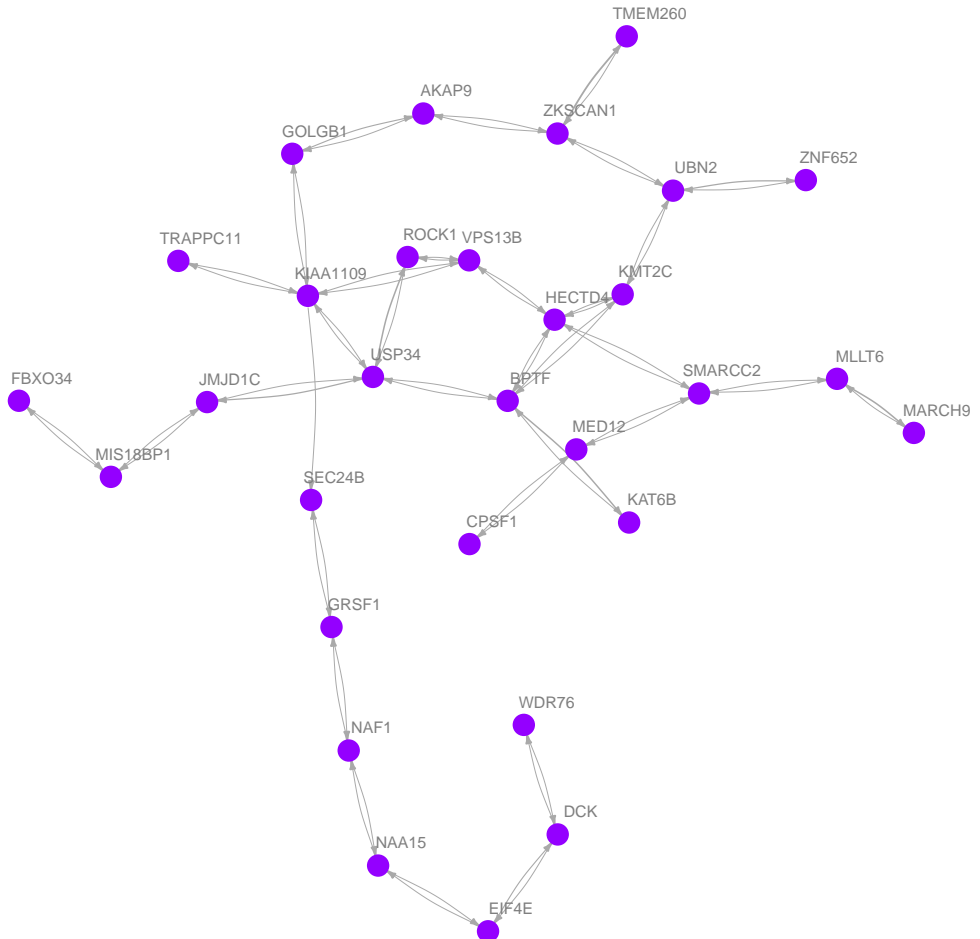 TMEM260
AKAP9
ZKSCAN1
GOLGB1
ZNF652
UBN2
ROCK1
VPS13B
TRAPPC11
KIAA1109
KMT2C
HECTD4
USP34
BPTF
MLLT6
FBXO34
JMJD1C
SMARCC2
MARCH9
MED12
MIS18BP1
SEC24B
KAT6B
CPSF1
GRSF1
WDR76
NAF1
DCK
NAA15
EIF4E